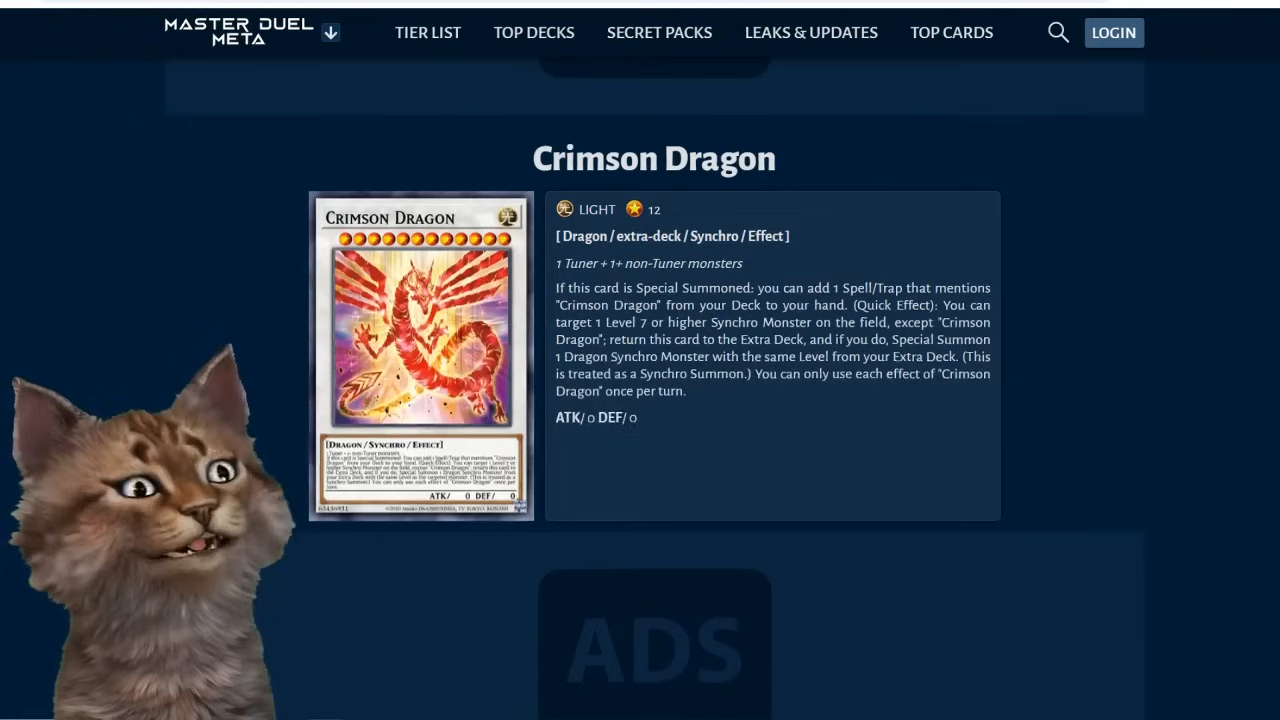 MASTER DUEL
META
TIER LIST
TOP DECKS
SECRET PACKS
LEAKS & UPDATES
TOP CARDS
LOGIN
Crimson Dragon
CRIMSON DRAGON
光
[DRAGON / SYNCHRO / EFFECT]
ATK/ 0 DEF/ 0
光 LIGHT 12
[ Dragon / extra-deck / Synchro / Effect ]
1 Tuner + 1+ non-Tuner monsters
If this card is Special Summoned: you can add 1 Spell/Trap that mentions
"Crimson Dragon" from your Deck to your hand. (Quick Effect): You can
target 1 Level 7 or higher Synchro Monster on the field, except "Crimson
Dragon"; return this card to the Extra Deck, and if you do, Special Summon
1 Dragon Synchro Monster with the same Level from your Extra Deck. (This
is treated as a Synchro Summon.) You can only use each effect of "Crimson
Dragon" once per turn.
ATK/ 0 DEF/ 0
ADS